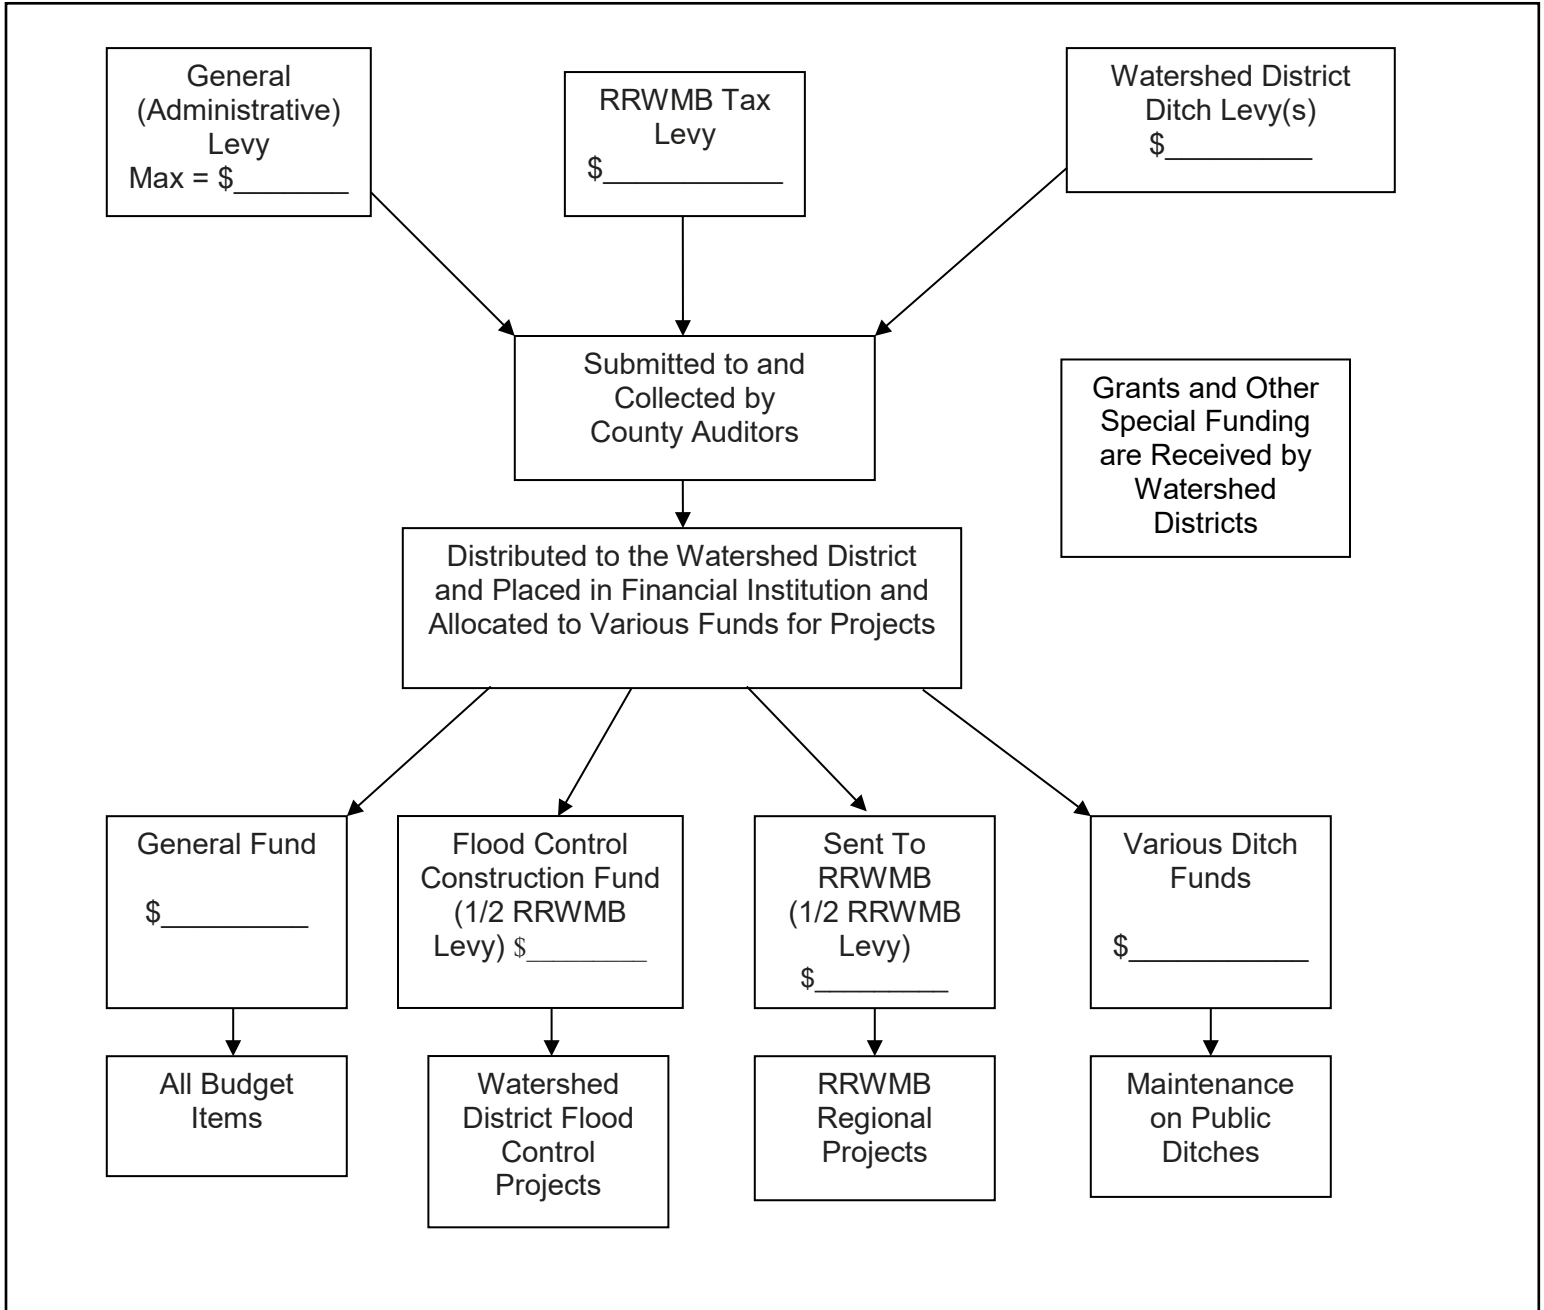 General
(Administrative)
Levy
Max = $_______
RRWMB Tax
Levy
$___________
Watershed District
Ditch Levy(s)
$_________
Submitted to and
Collected by
County Auditors
Grants and Other
Special Funding
are Received by
Watershed
Districts
Distributed to the Watershed District
and Placed in Financial Institution and
Allocated to Various Funds for Projects
General Fund
$_________
Flood Control
Construction Fund
(1/2 RRWMB
Levy) $________
Sent To
RRWMB
(1/2 RRWMB
Levy)
$________
Various Ditch
Funds
$___________
All Budget
Items
Watershed
District Flood
Control
Projects
RRWMB
Regional
Projects
Maintenance
on Public
Ditches